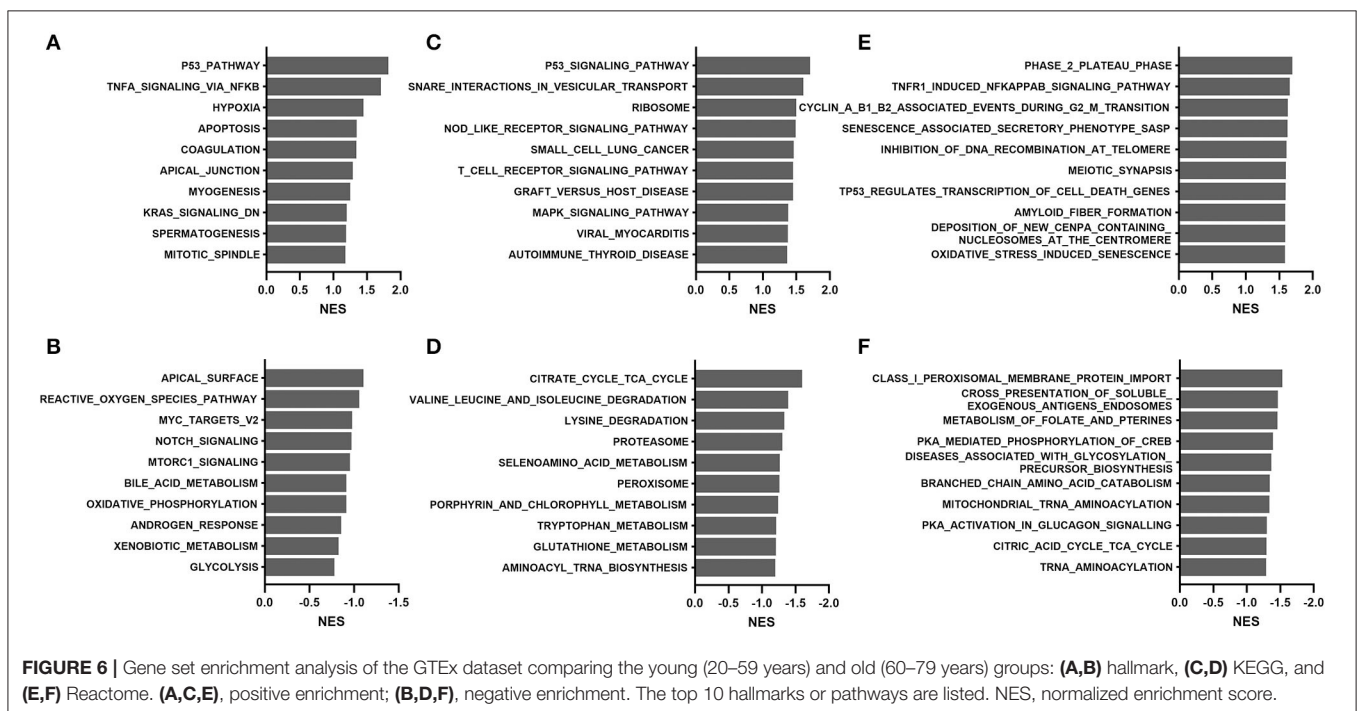 A
P53_PATHWAY
TNFA_SIGNALING_VIA_NFKB
HYPOXIA
APOPTOSIS
COAGULATION
APICAL_JUNCTION
MYOGENESIS
KRAS_SIGNALING_DN
SPERMATOGENESIS
MITOTIC_SPINDLE
0.0 0.5 1.0 1.5 2.0
NES
C
P53_SIGNALING_PATHWAY
SNARE_INTERACTIONS_IN_VESICULAR_TRANSPORT
RIBOSOME
NOD_LIKE_RECEPTOR_SIGNALING_PATHWAY
SMALL_CELL_LUNG_CANCER
T_CELL_RECEPTOR_SIGNALING_PATHWAY
GRAFT_VERSUS_HOST_DISEASE
MAPK_SIGNALING_PATHWAY
VIRAL_MYOCARDITIS
AUTOIMMUNE_THYROID_DISEASE
0.0 0.5 1.0 1.5 2.0
NES
E
PHASE_2_PLATEAU_PHASE
TNFR1_INDUCED_NFKAPPAB_SIGNALING_PATHWAY
CYCLIN_A_B1_B2_ASSOCIATED_EVENTS_DURING_G2_M_TRANSITION
SENESCENCE_ASSOCIATED_SECRETORY_PHENOTYPE_SASP
INHIBITION_OF_DNA_RECOMBINATION_AT_TELOMERE
MEIOTIC_SYNAPSIS
TP53_REGULATES_TRANSCRIPTION_OF_CELL_DEATH_GENES
AMYLOID_FIBER_FORMATION
DEPOSITION_OF_NEW_CENPA_CONTAINING_
NUCLEOSOMES_AT_THE_CENTROMERE
OXIDATIVE_STRESS_INDUCED_SENESCENCE
0.0 0.5 1.0 1.5 2.0
NES
B
APICAL_SURFACE
REACTIVE_OXYGEN_SPECIES_PATHWAY
MYC_TARGETS_V2
NOTCH_SIGNALING
MTORC1_SIGNALING
BILE_ACID_METABOLISM
OXIDATIVE_PHOSPHORYLATION
ANDROGEN_RESPONSE
XENOBIOTIC_METABOLISM
GLYCOLYSIS
0.0 -0.5 -1.0 -1.5
NES
D
CITRATE_CYCLE_TCA_CYCLE
VALINE_LEUCINE_AND_ISOLEUCINE_DEGRADATION
LYSINE_DEGRADATION
PROTEASOME
SELENOAMINO_ACID_METABOLISM
PEROXISOME
PORPHYRIN_AND_CHLOROPHYLL_METABOLISM
TRYPTOPHAN_METABOLISM
GLUTATHIONE_METABOLISM
AMINOACYL_TRNA_BIOSYNTHESIS
0.0 -0.5 -1.0 -1.5 -2.0
NES
F
CLASS_I_PEROXISOMAL_MEMBRANE_PROTEIN_IMPORT
CROSS_PRESENTATION_OF_SOLUBLE_
EXOGENOUS_ANTIGENS_ENDOSOMES
METABOLISM_OF_FOLATE_AND_PTERINES
PKA_MEDIATED_PHOSPHORYLATION_OF_CREB
DISEASES_ASSOCIATED_WITH_GLYCOSYLATION_
PRECURSOR_BIOSYNTHESIS
BRANCHED_CHAIN_AMINO_ACID_CATABOLISM
MITOCHONDRIAL_TRNA_AMINOACYLATION
PKA_ACTIVATION_IN_GLUCAGON_SIGNALLING
CITRIC_ACID_CYCLE_TCA_CYCLE
TRNA_AMINOACYLATION
0.0 -0.5 -1.0 -1.5 -2.0
NES
FIGURE 6 | Gene set enrichment analysis of the GTEx dataset comparing the young (20–59 years) and old (60–79 years) groups: (A,B) hallmark, (C,D) KEGG, and
(E,F) Reactome. (A,C,E), positive enrichment; (B,D,F), negative enrichment. The top 10 hallmarks or pathways are listed. NES, normalized enrichment score.